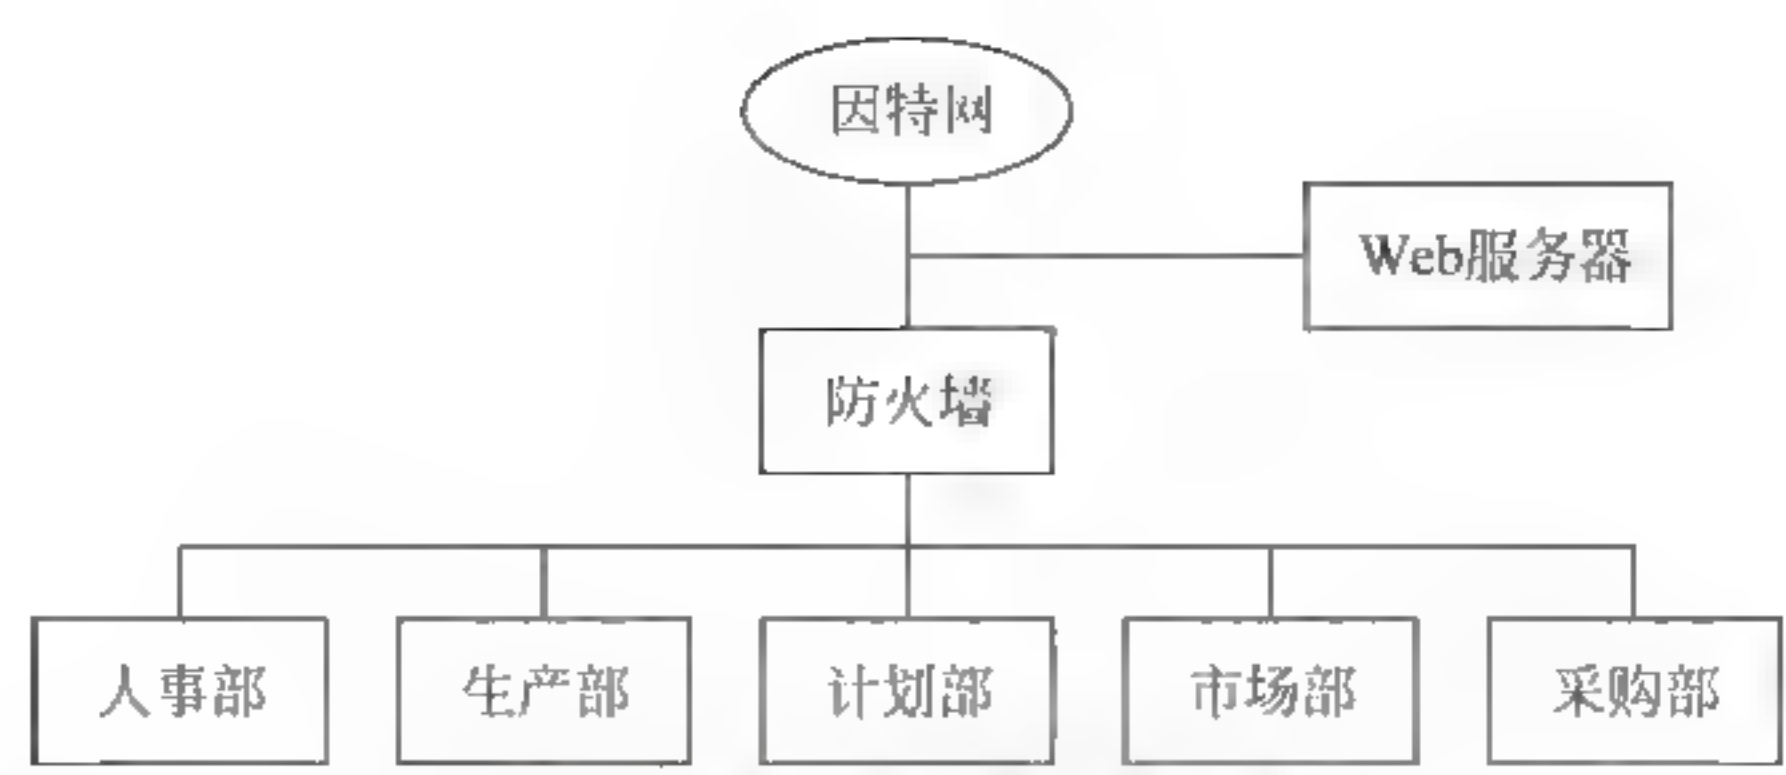 因特网
Web服务器
防火墙
人事部
生产部
计划部
市场部
采购部